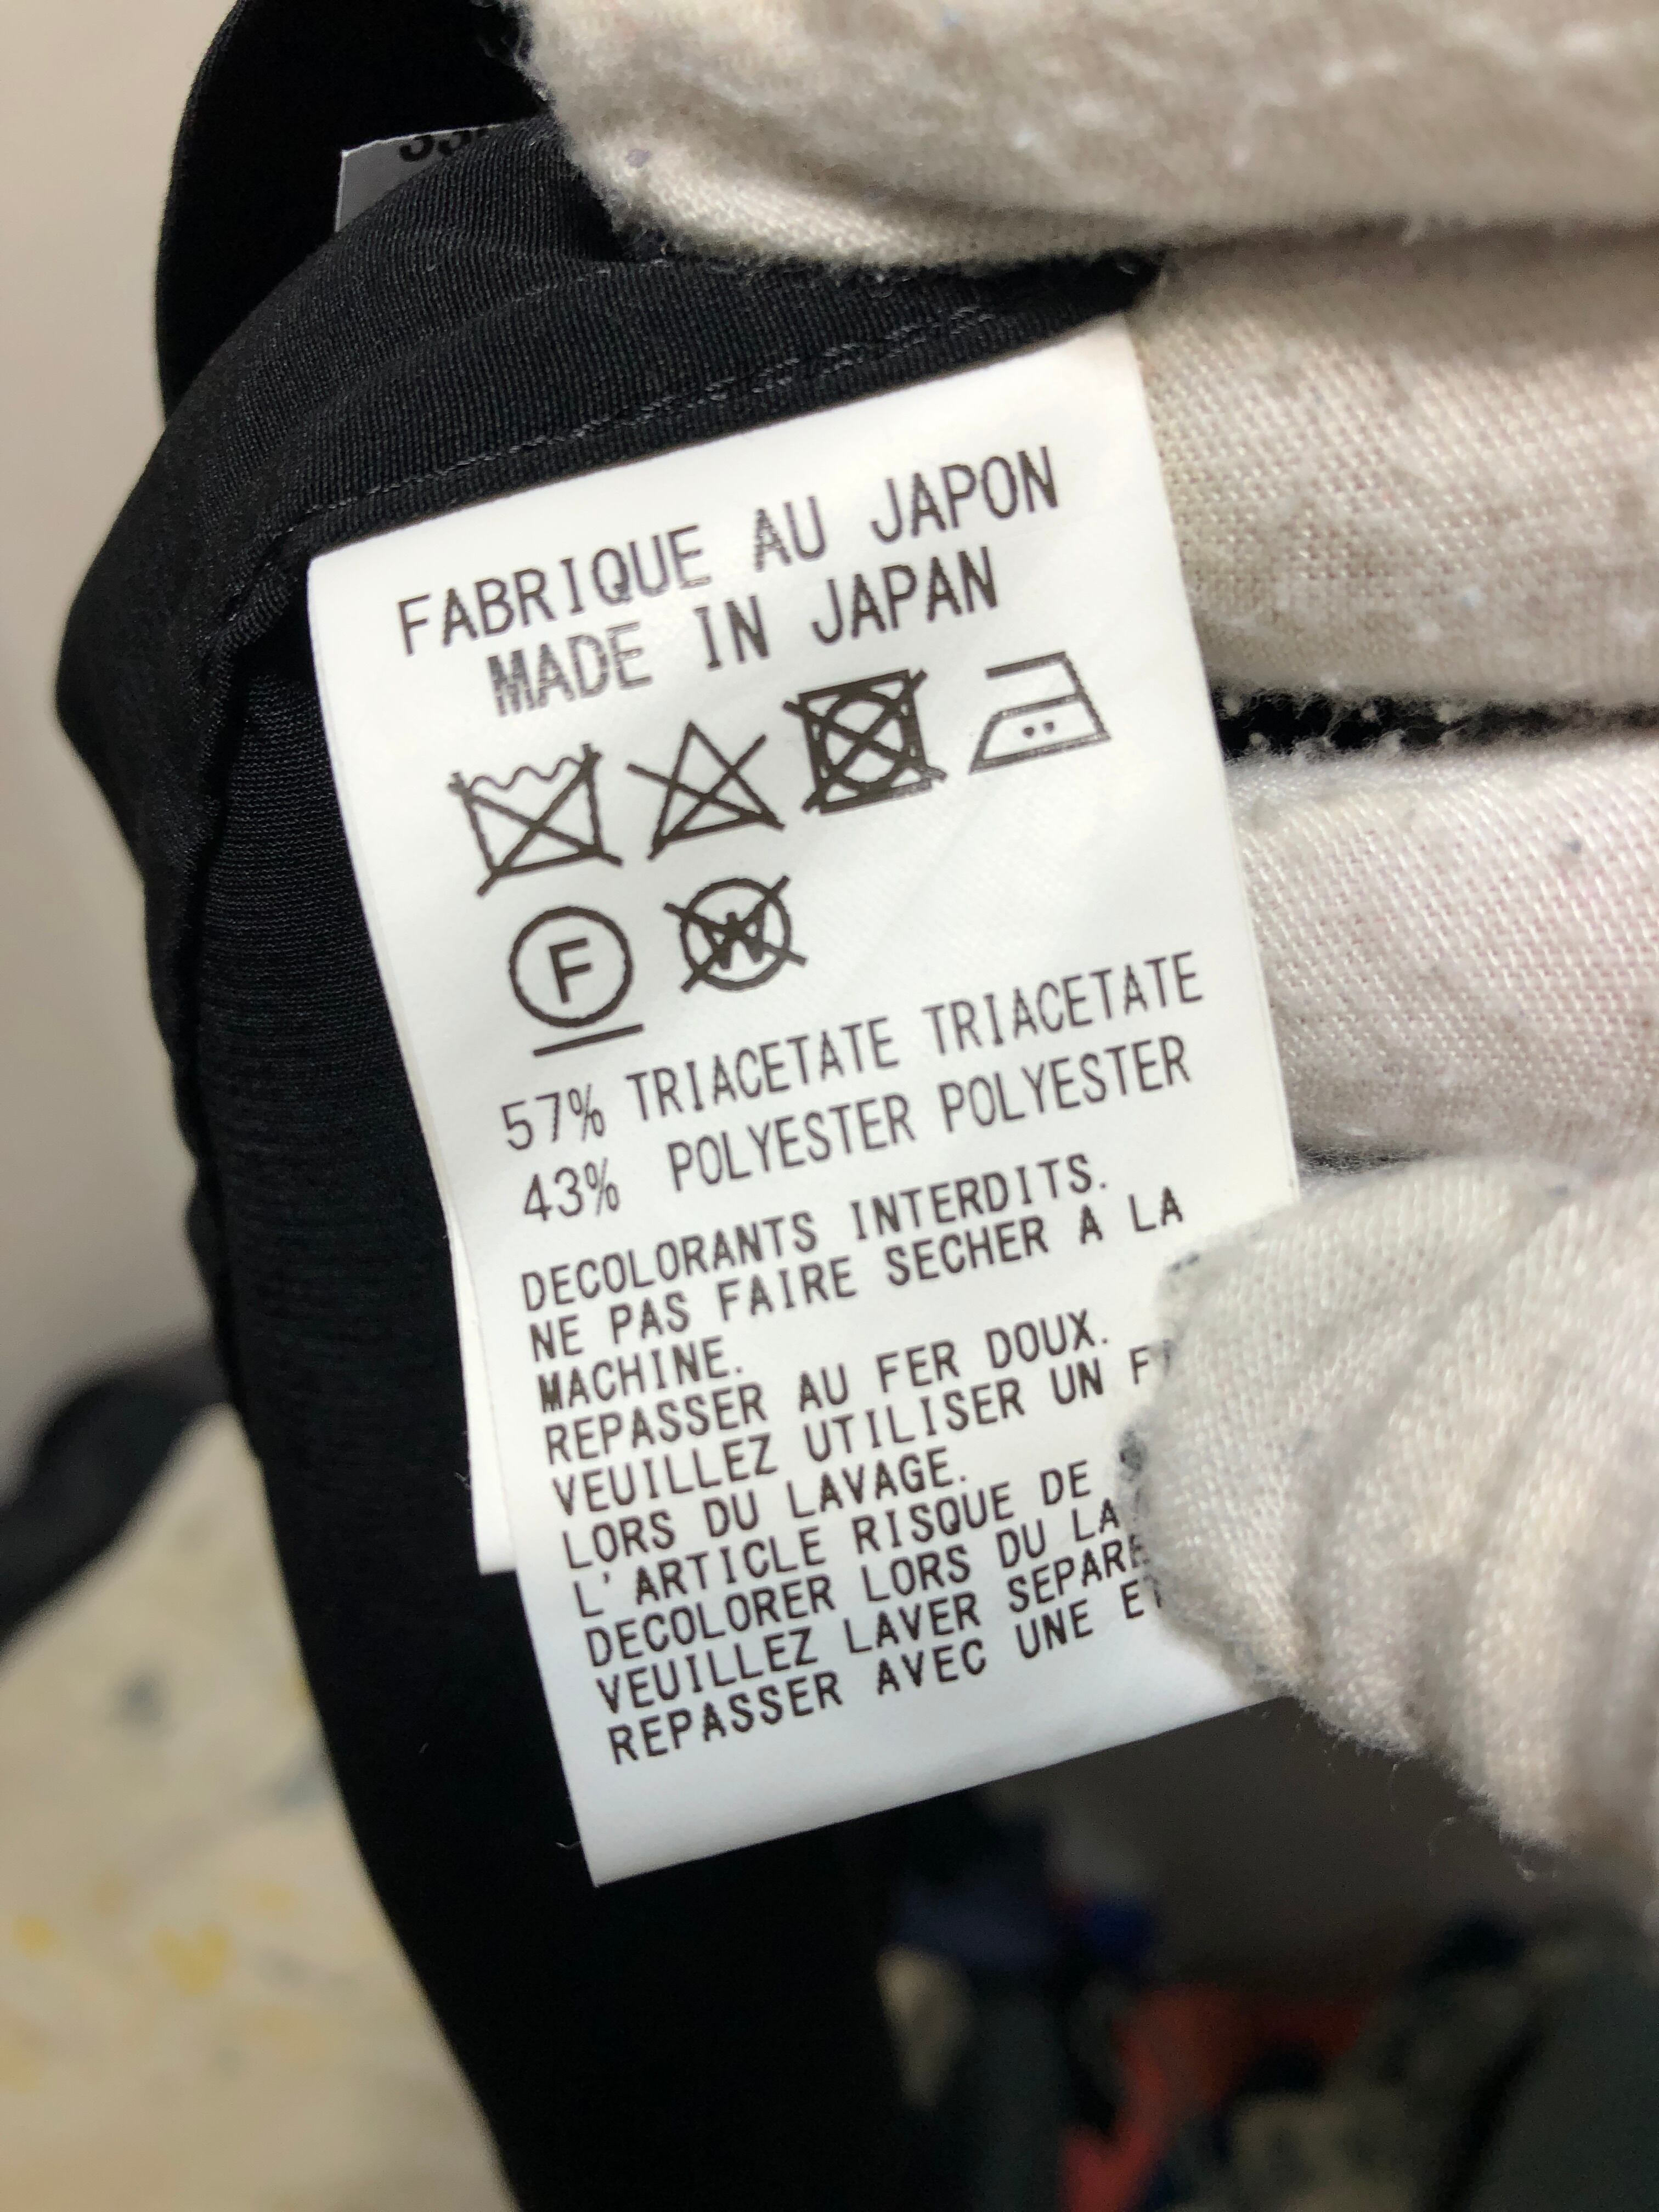 FABRIQUE AU JAPON
MADE IN JAPAN
F W
57% TRIACETATE TRIACETATE
43% POLYESTER POLYESTER
DECOLORANTS INTERDITS.
NE PAS FAIRE SECHER A LA
MACHINE.
REPASSER AU FER DOUX.
VEUILLEZ UTILISER UN
LORS DU LAVAGE.
L'ARTICLE RISQUE DE
DECOLORER LORS DU
VEUILLEZ LAVER
REPASSER AVEC UNE